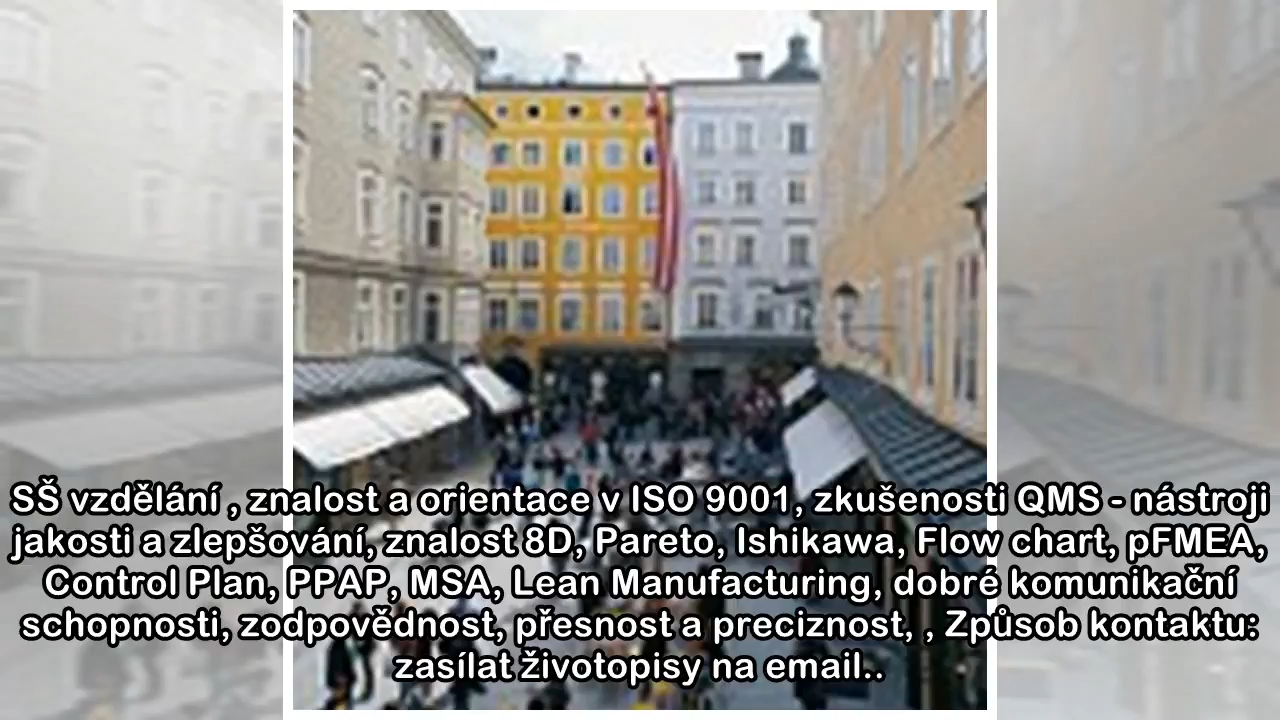 SŠ vzdělání , znalost a orientace v ISO 9001, zkušenosti QMS - nástroji
jakosti a zlepšování, znalost 8D, Pareto, Ishikawa, Flow chart, pFMEA,
Control Plan, PPAP, MSA, Lean Manufacturing, dobré komunikační
schopnosti, zodpovědnost, přesnost a preciznost, , Způsob kontaktu:
zasílat životopisy na email..